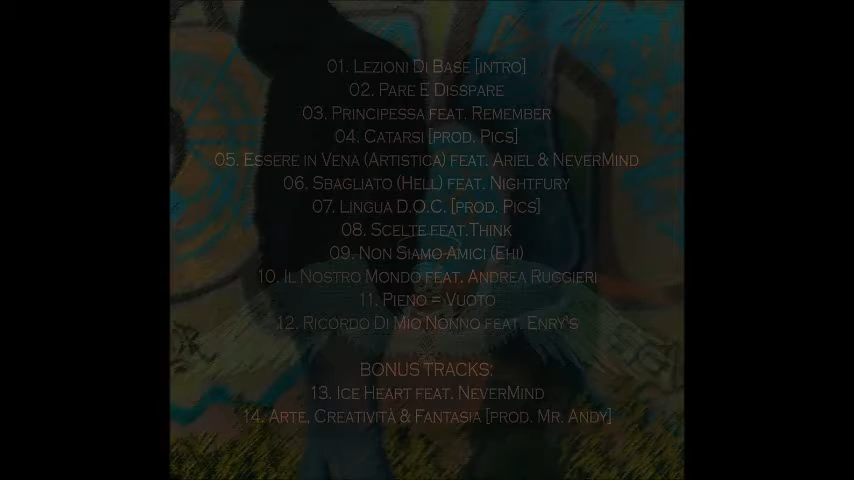 01. Lezioni Di Base [intro]
02. Pare E Disspare
03. Principessa feat. Remember
04. Catarsi [prod. Pics]
05. Essere in Vena (Artistica) feat. Ariel & NeverMind
06. Sbagliato (Hell) feat. Nightfury
07. Lingua D.O.C. [prod. Pics]
08. Scelte feat.Think
09. Non Siamo Amici (Ehi)
10. Il Nostro Mondo feat. Andrea Ruggieri
11. Pieno = Vuoto
12. Ricordo Di Mio Nonno feat. Enry's
BONUS TRACKS:
13. Ice Heart feat. NeverMind
14. Arte, Creatività & Fantasia [prod. Mr. Andy]